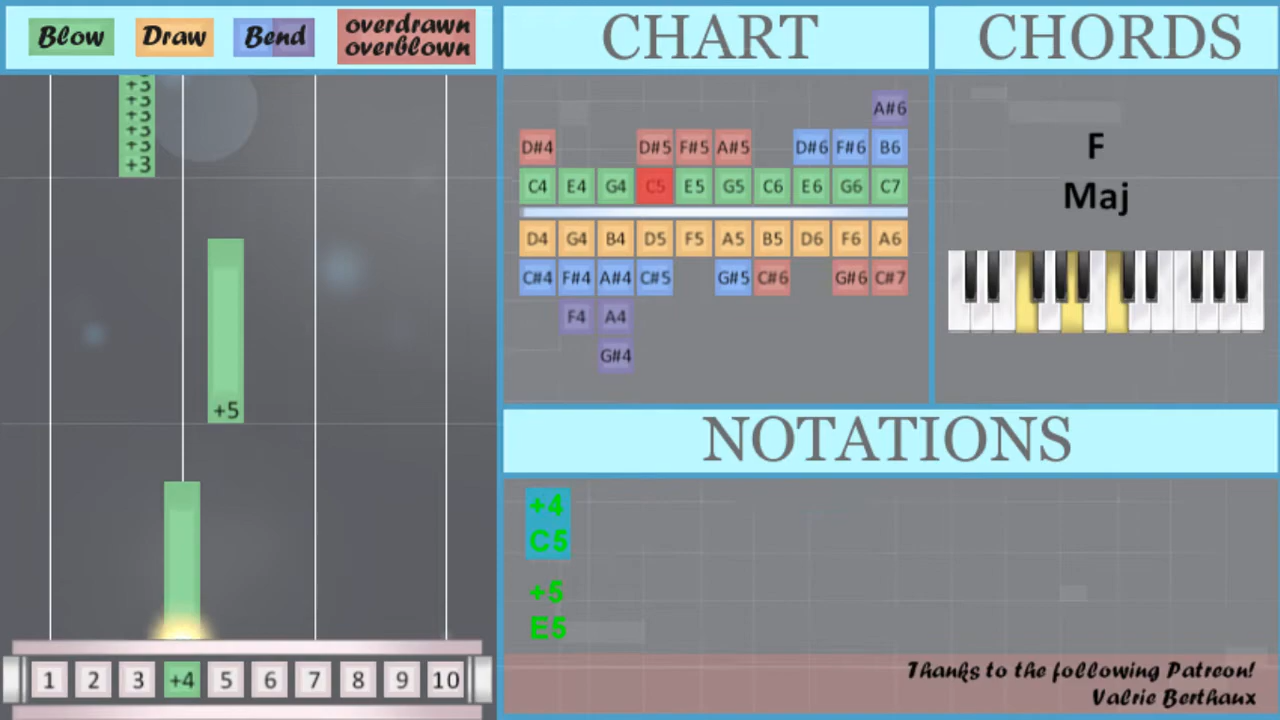 Blow Draw Bend overdrawn
overblown
CHART
CHORDS
+3
+3
+3
+3
+3
+3
+5
1 2 3 +4 5 6 7 8 9 10
A#6
D#4 D#5 F#5 A#5 D#6 F#6 B6
C4 E4 G4 C5 E5 G5 C6 E6 G6 C7
D4 G4 B4 D5 F5 A5 B5 D6 F6 A6
C#4 F#4 A#4 C#5 G#5 C#6 G#6 C#7
F4 A4
G#4
F
Maj
NOTATIONS
+4
C5
+5
E5
Thanks to the following Patreon!
Valrie Berthaux